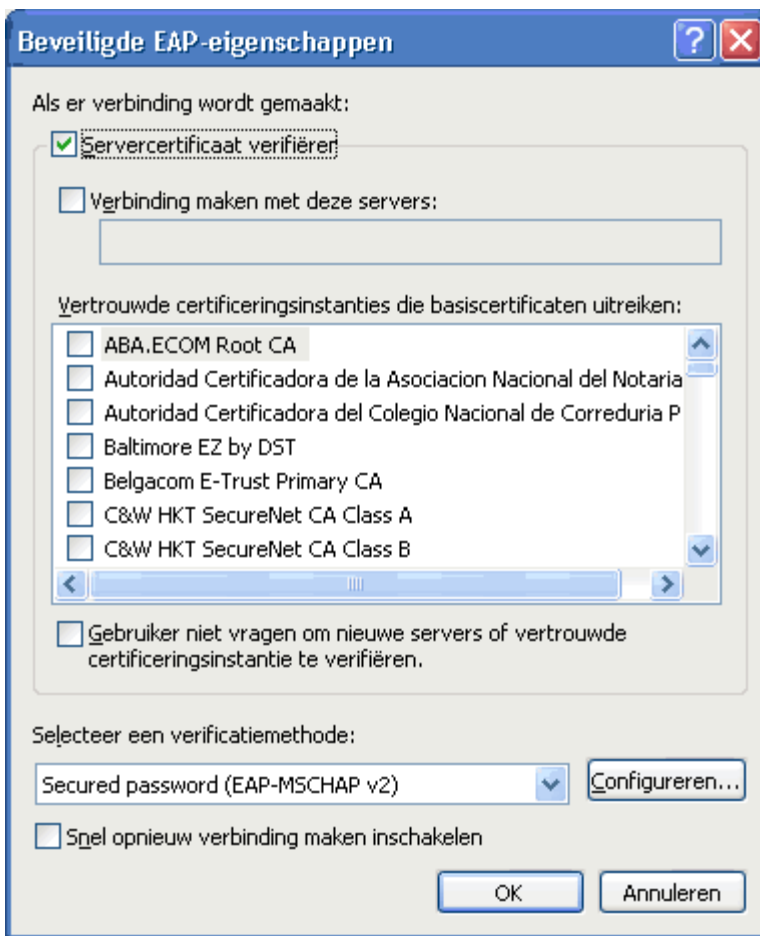 Beveiligde EAP-eigenschappen
Als er verbinding wordt gemaakt:
Servercertificaat verifiërer
Verbinding maken met deze servers:
Vertrouwde certificeringsinstanties die basiscertificaten uitreiken:
ABA.ECOM Root CA
Autoridad Certificadora de la Asociacion Nacional del Notaria
Autoridad Certificadora del Colegio Nacional de Correduria P
Baltimore EZ by DST
Belgacom E-Trust Primary CA
C&W HKT SecureNet CA Class A
C&W HKT SecureNet CA Class B
Gebruiker niet vragen om nieuwe servers of vertrouwde
certificeringsinstantie te verifiëren.
Selecteer een verificatiemethode:
Secured password (EAP-MSCHAP v2)
Configureren...
Snel opnieuw verbinding maken inschakelen
OK
Annuleren